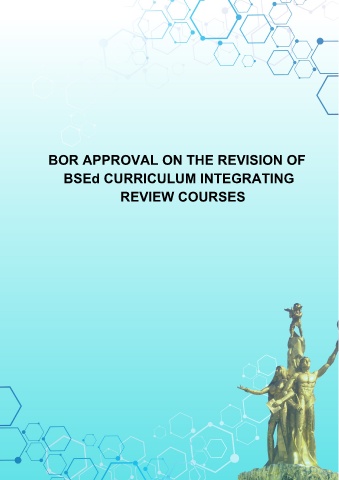 BOR APPROVAL ON THE REVISION OF
BSEd CURRICULUM INTEGRATING
REVIEW COURSES